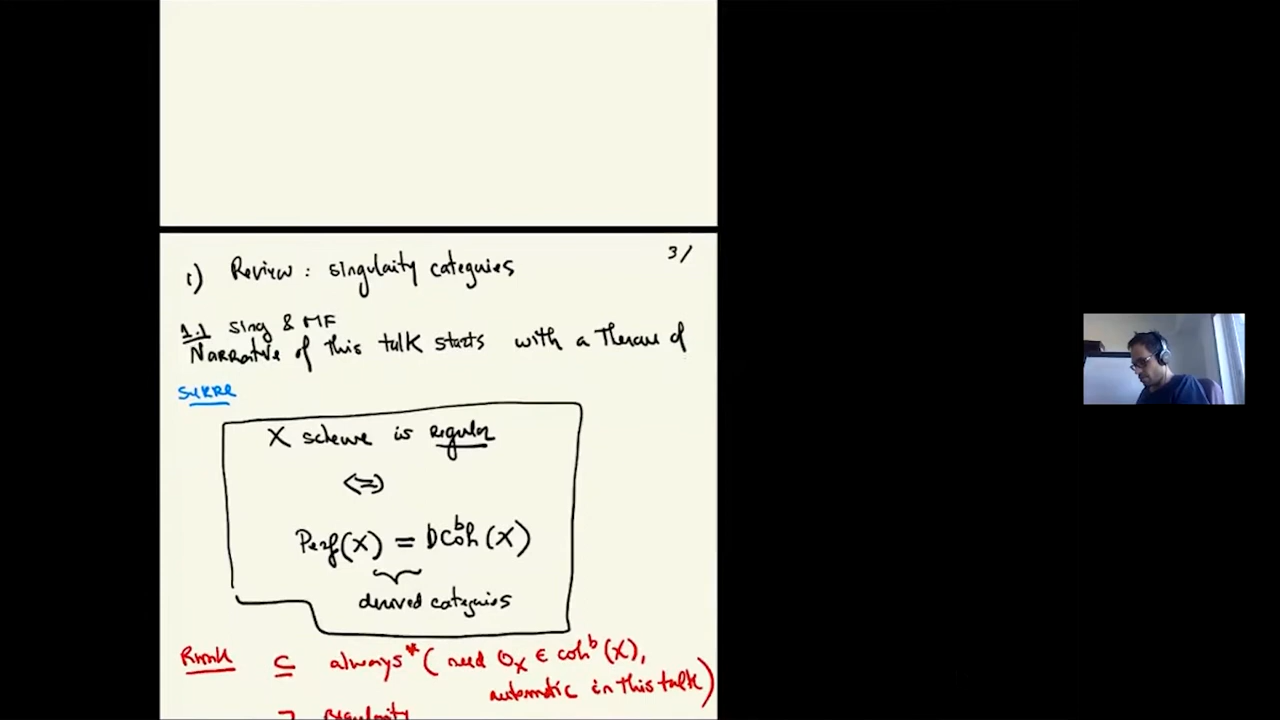 3/
1) Review: singularity categories
1.1 Sing & MF
Narrative of this talk starts with a Theorem of
SERRE
X scheme is regular
<=>
Perf(X) = DCoh^b(X)
derived categories
Rmk ⊆ always* (need O_X ∈ Coh^b(X),
automatic in this talk)
⊇ regularity